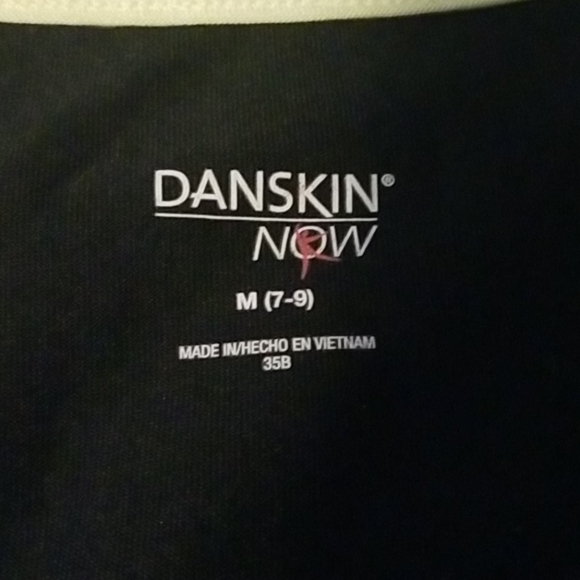 DANSKIN®
NOW
M (7-9)
MADE IN/HECHO EN VIETNAM
35B